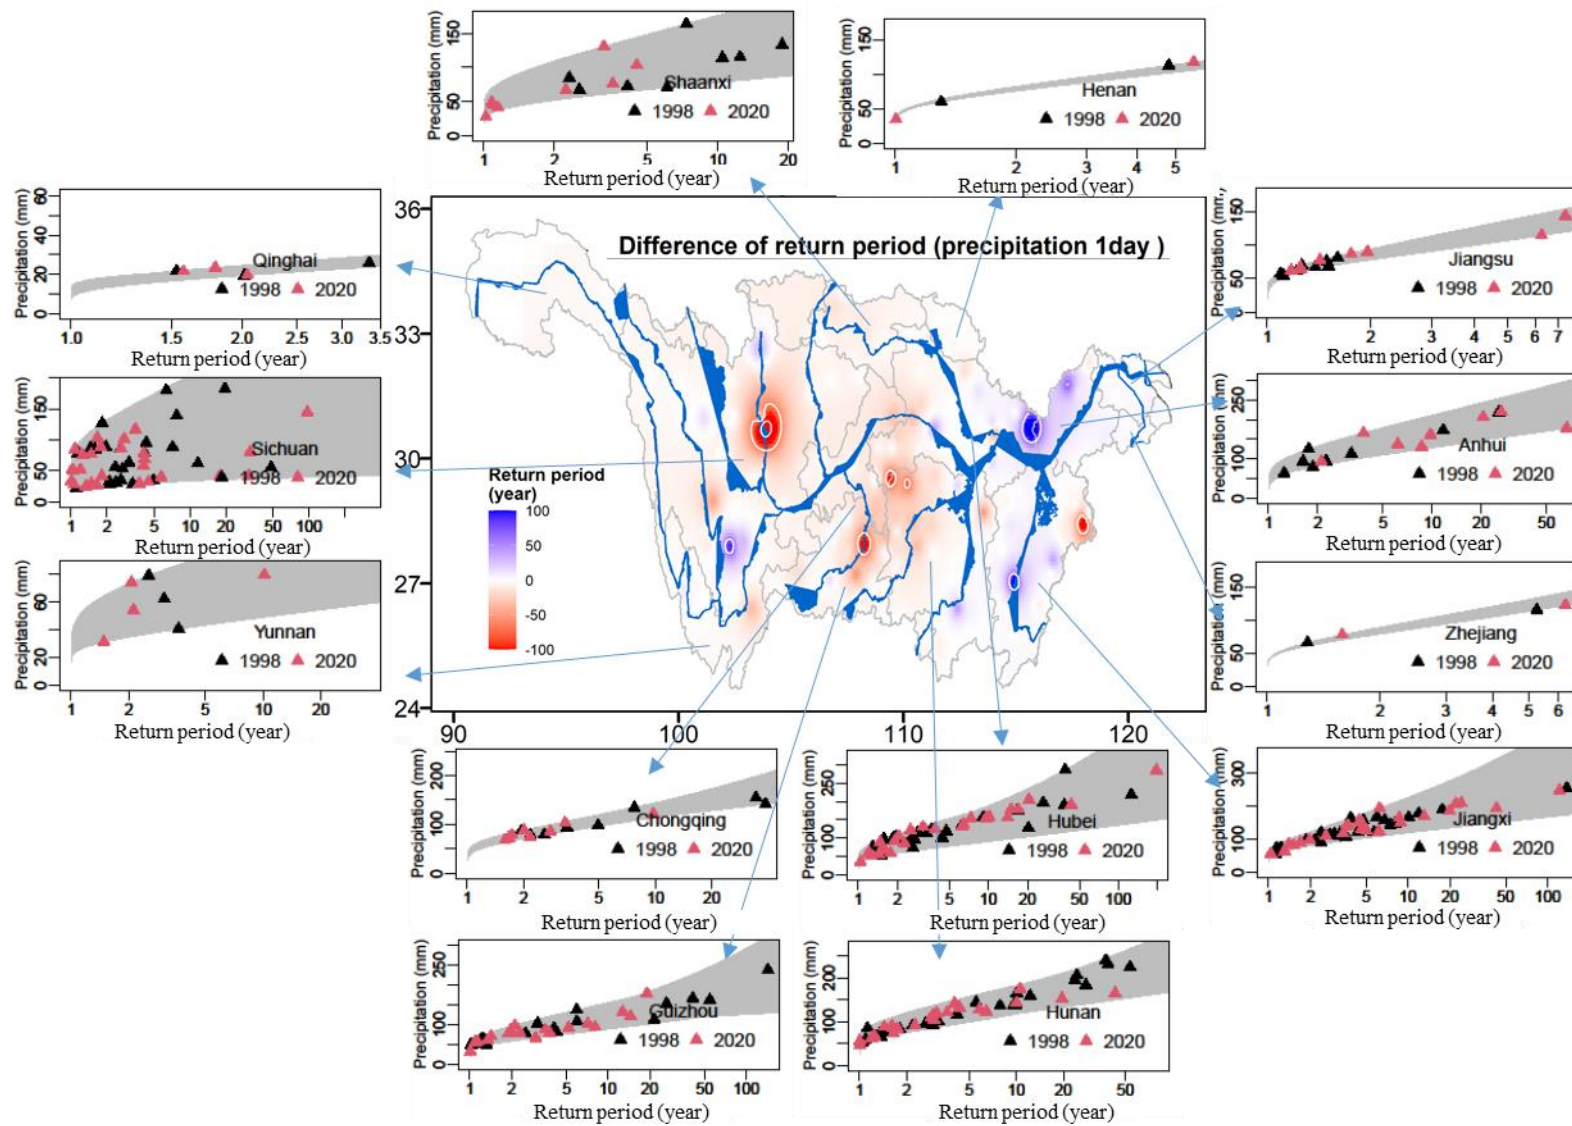 Precipitation (mm)
150
50
0
Shaanxi
1998 2020
1 2 5 10 20
Return period (year)
Precipitation (mm)
150
100
50
0
Henan
1998 2020
1 2 3 4 5
Return period (year)
Precipitation (mm)
60
40
20
0
Qinghai
1998 2020
1.0 1.5 2.0 2.5 3.0 3.5
Return period (year)
Precipitation (mm)
150
50
0
Sichuan
1998 2020
1 2 5 10 20 50 100
Return period (year)
Precipitation (mm)
60
20
0
Yunnan
1998 2020
1 2 5 10 20
Return period (year)
36
33
30
27
24
90 100 110 120
Difference of return period (precipitation 1day )
Return period
(year)
100
50
0
-50
-100
Precipitation (mm)
150
50
0
Jiangsu
1998 2020
1 2 3 4 5 6 7
Return period (year)
Precipitation (mm)
250
100
0
Anhui
1998 2020
1 2 5 10 20 50
Return period (year)
Precipitation (mm)
150
50
0
Zhejiang
1998 2020
1 2 3 4 5 6
Return period (year)
Precipitation (mm)
200
100
0
Chongqing
1998 2020
1 2 5 10 20
Return period (year)
Precipitation (mm)
250
100
0
Hubei
1998 2020
1 2 5 10 20 50 100
Return period (year)
Precipitation (mm)
300
100
0
Jiangxi
1998 2020
1 2 5 10 20 50 100
Return period (year)
Precipitation (mm)
250
100
0
Guizhou
1998 2020
1 2 5 10 20 50 100
Return period (year)
Precipitation (mm)
200
100
0
Hunan
1998 2020
1 2 5 10 20 50
Return period (year)